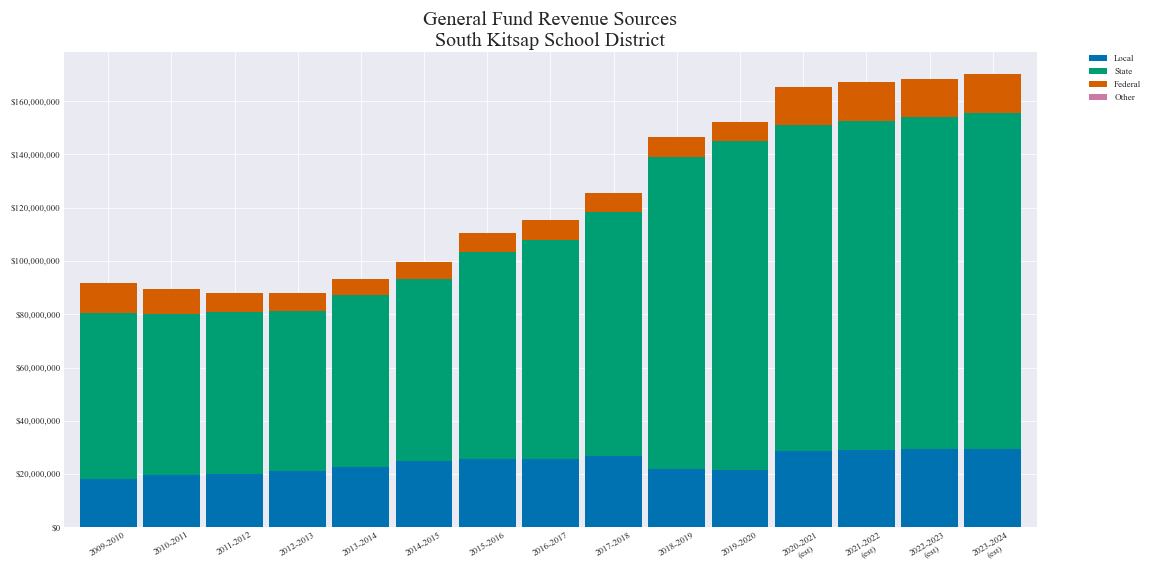 General Fund Revenue Sources
South Kitsap School District
Local
State
Federal
Other
$160,000,000
$140,000,000
$120,000,000
$100,000,000
$80,000,000
$60,000,000
$40,000,000
$20,000,000
$0
2009-2010
2010-2011
2011-2012
2012-2013
2013-2014
2014-2015
2015-2016
2016-2017
2017-2018
2018-2019
2019-2020
2020-2021
(est)
2021-2022
(est)
2022-2023
(est)
2023-2024
(est)